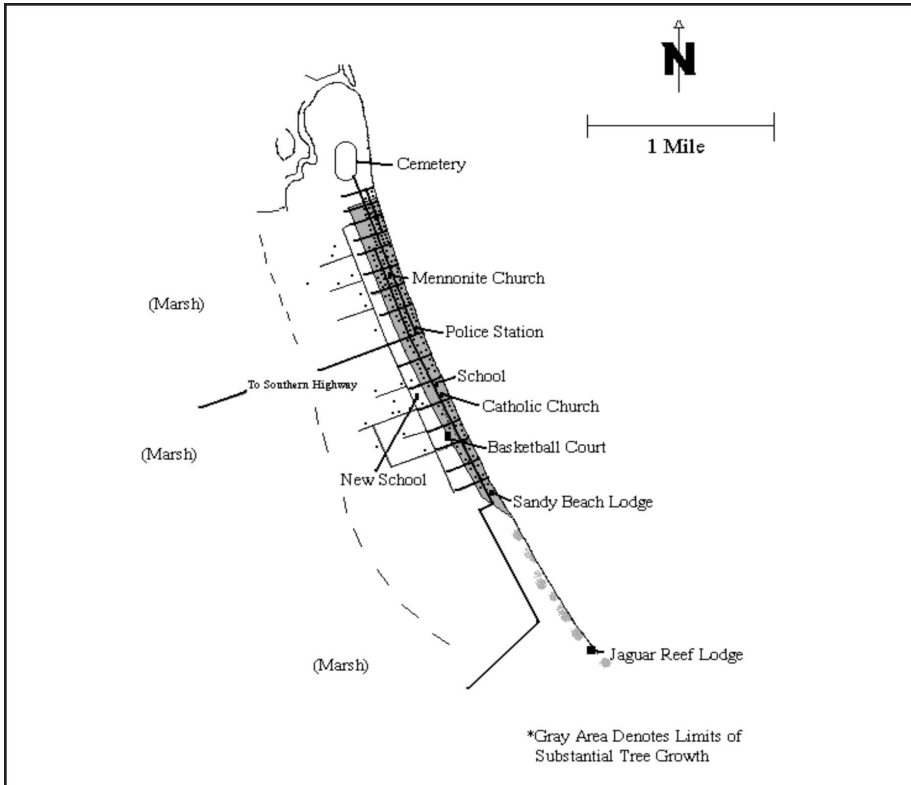 N
1 Mile
Cemetery
Mennonite Church
(Marsh)
Police Station
To Southern Highway
School
Catholic Church
(Marsh)
Basketball Court
New School
Sandy Beach Lodge
(Marsh)
Jaguar Reef Lodge
*Gray Area Denotes Limits of
Substantial Tree Growth